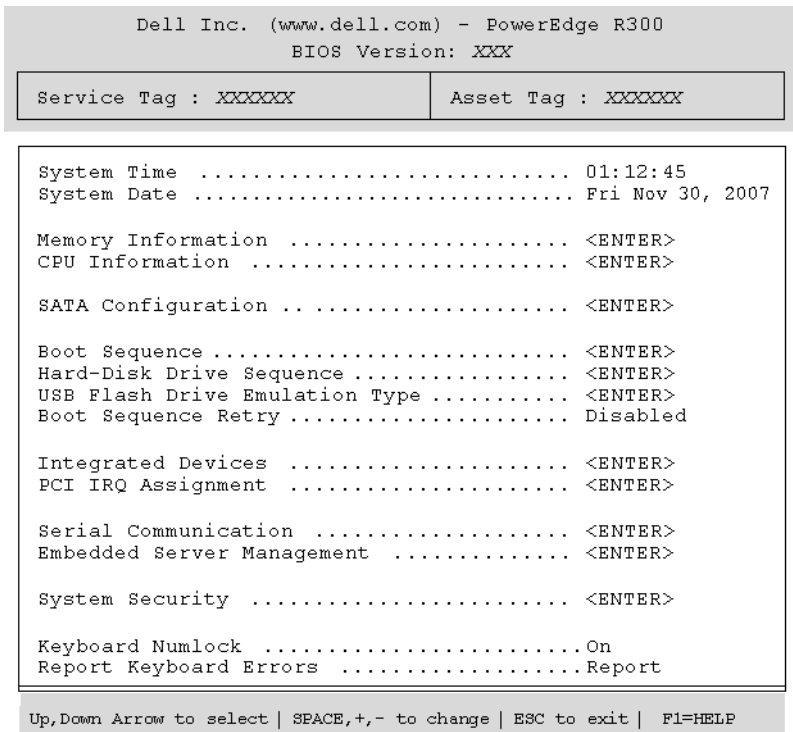 Dell Inc. (www.dell.com) - PowerEdge R300
BIOS Version: XXX
Service Tag : XXXXXX Asset Tag : XXXXXX
System Time ............................. 01:12:45
System Date ................................. Fri Nov 30, 2007
Memory Information ...................... <ENTER>
CPU Information ......................... <ENTER>
SATA Configuration .. .................... <ENTER>
Boot Sequence ............................ <ENTER>
Hard-Disk Drive Sequence ................. <ENTER>
USB Flash Drive Emulation Type ........... <ENTER>
Boot Sequence Retry ...................... Disabled
Integrated Devices ...................... <ENTER>
PCI IRQ Assignment ...................... <ENTER>
Serial Communication .................... <ENTER>
Embedded Server Management .............. <ENTER>
System Security ......................... <ENTER>
Keyboard Numlock .........................On
Report Keyboard Errors ...................Report
Up,Down Arrow to select | SPACE,+,- to change | ESC to exit | F1=HELP